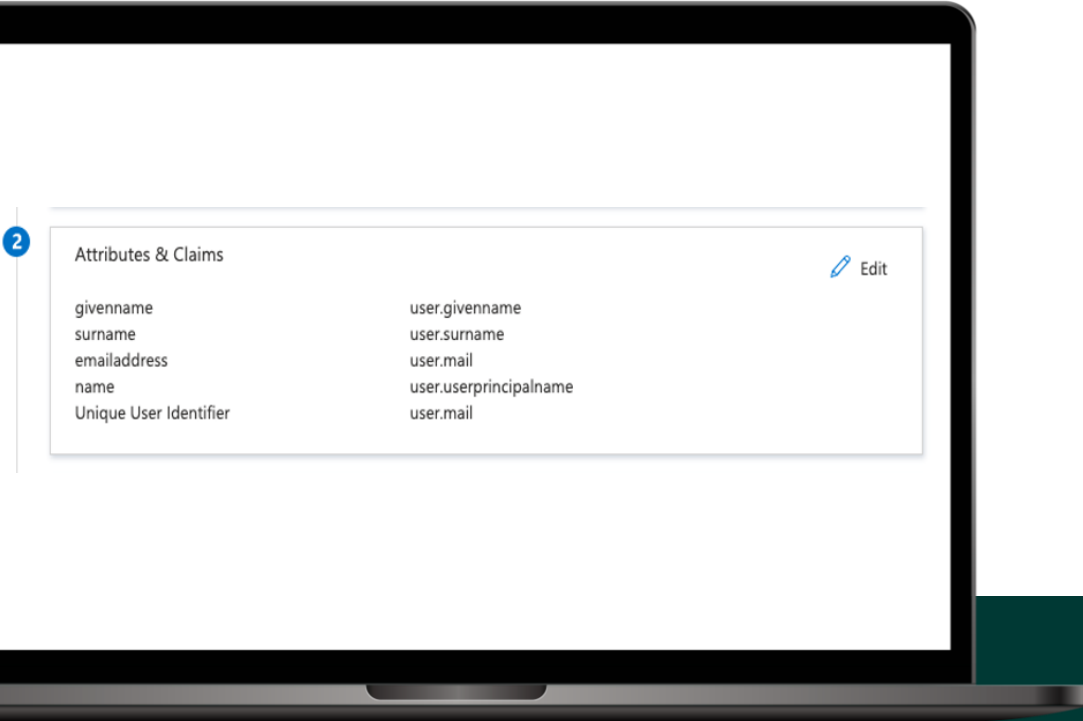 2
Attributes & Claims
Edit
givenname user.givenname
surname user.surname
emailaddress user.mail
name user.userprincipalname
Unique User Identifier user.mail